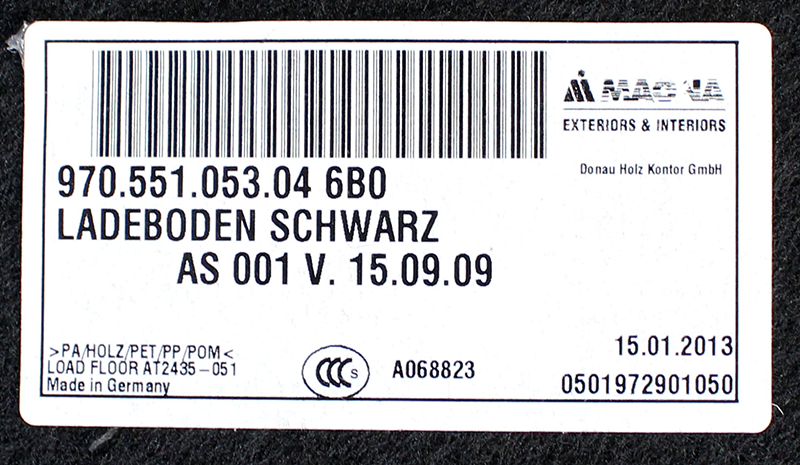 MAGNA
EXTERIORS & INTERIORS
Donau Holz Kontor GmbH
970.551.053.04 6B0
LADEBODEN SCHWARZ
AS 001 V. 15.09.09
>PA/HOLZ/PET/PP/POM<
LOAD FLOOR AT2435-051
Made in Germany
CCC S
A068823
15.01.2013
0501972901050